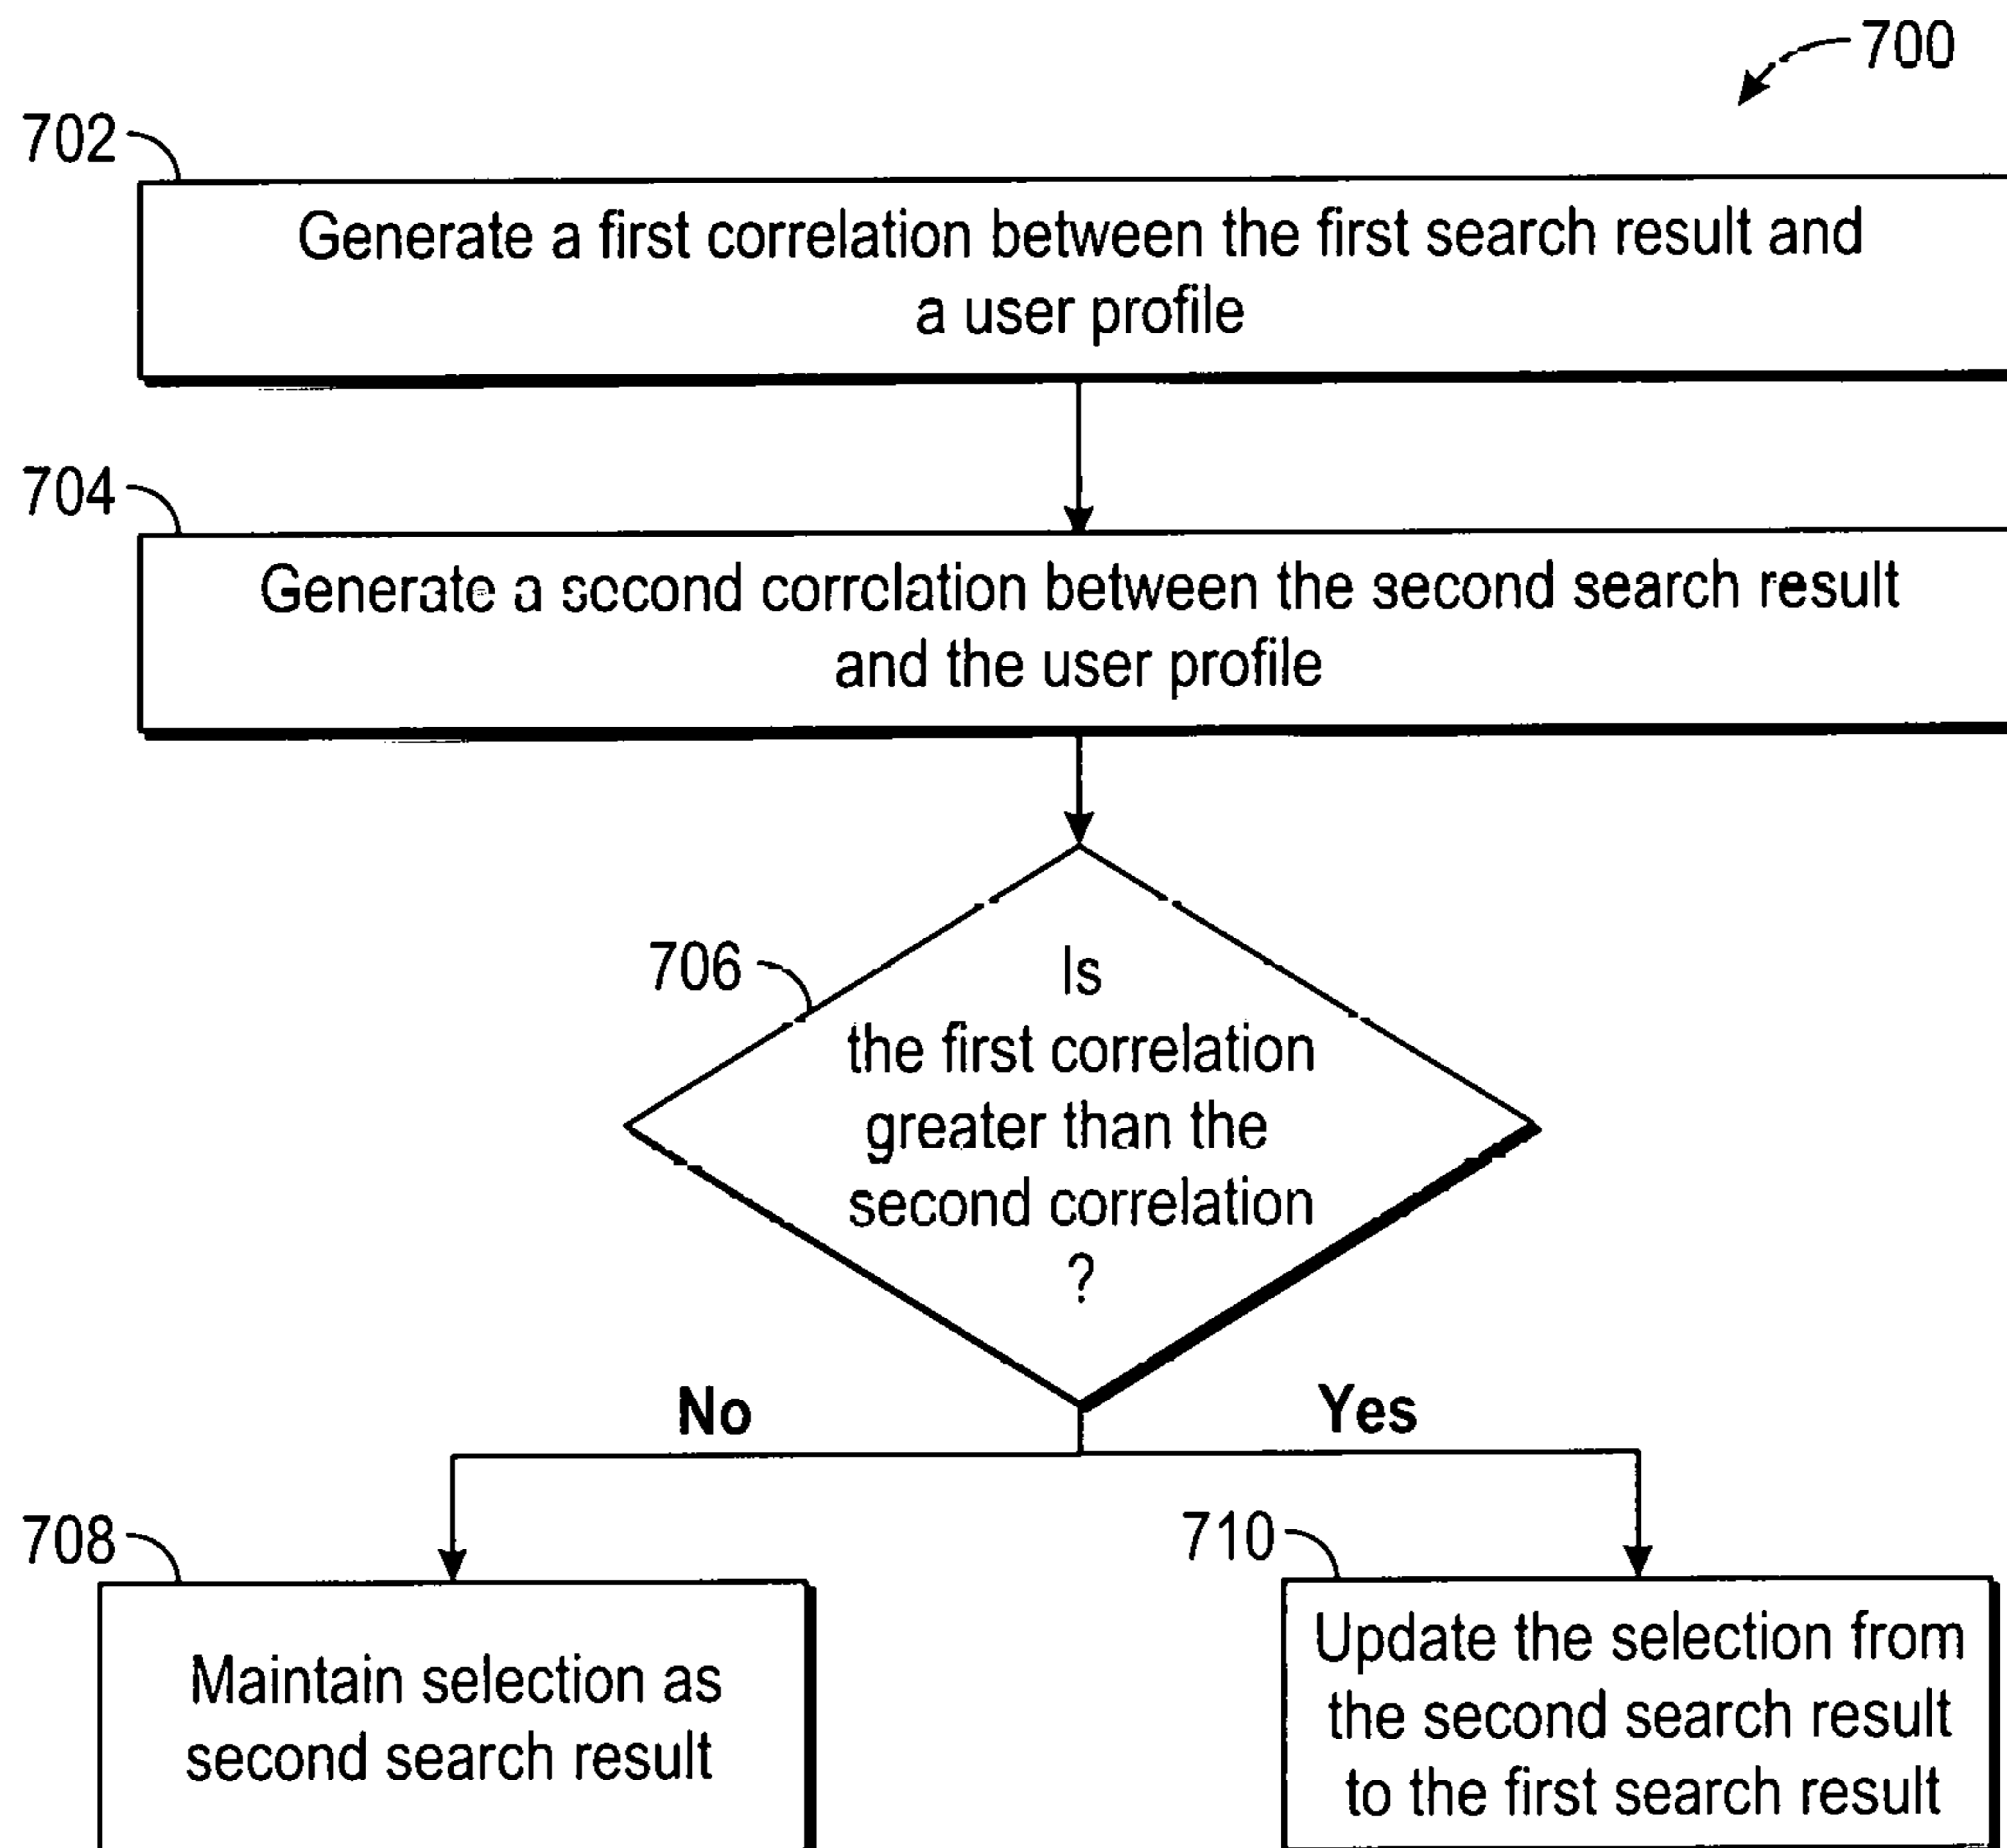 700
702
Generate a first correlation between the first search result and
a user profile
704
Generate a second correlation between the second search result
and the user profile
706
Is
the first correlation
greater than the
second correlation
?
No
Yes
708
Maintain selection as
second search result
710
Update the selection from
the second search result
to the first search result